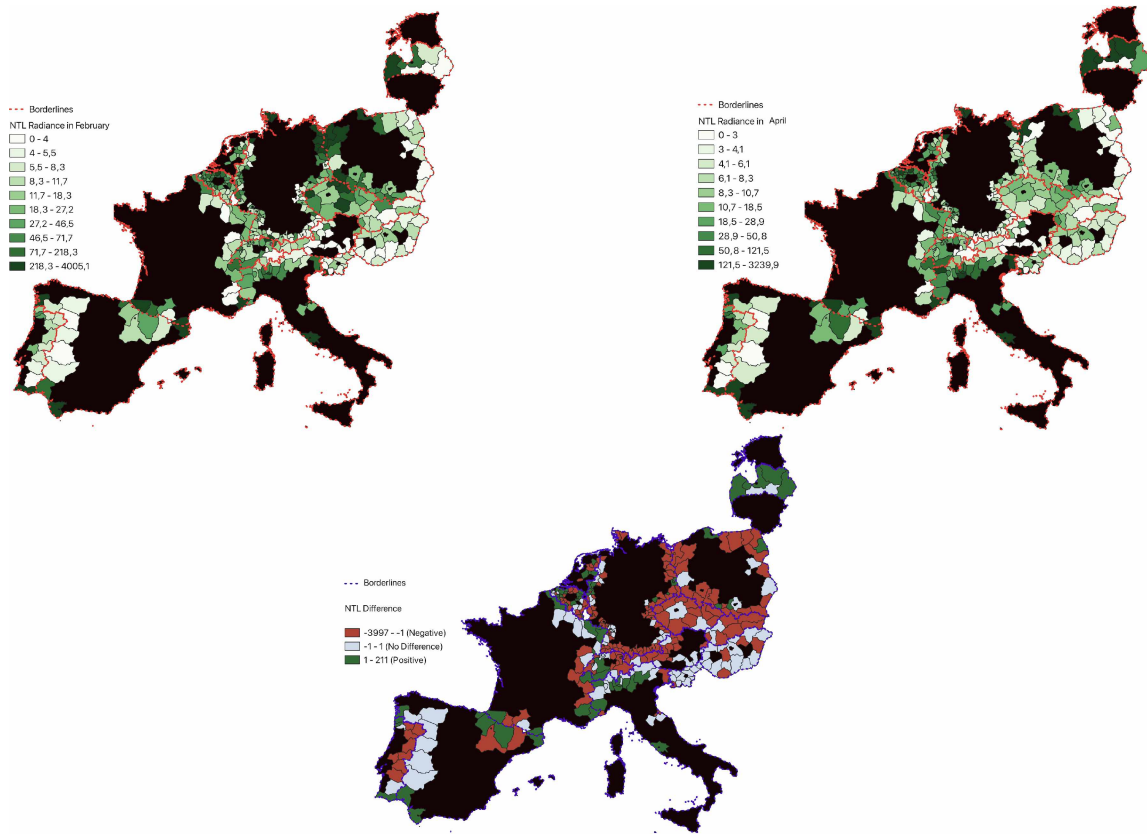 Borderlines
NTL Radiance in February
0 - 4
4 - 5,5
5,5 - 8,3
8,3 - 11,7
11,7 - 18,3
18,3 - 27,2
27,2 - 46,5
46,5 - 71,7
71,7 - 218,3
218,3 - 4005,1
Borderlines
NTL Radiance in April
0 - 3
3 - 4,1
4,1 - 6,1
6,1 - 8,3
8,3 - 10,7
10,7 - 18,5
18,5 - 28,9
28,9 - 50,8
50,8 - 121,5
121,5 - 3239,9
Borderlines
NTL Difference
-3997 - -1 (Negative)
-1 - 1 (No Difference)
1 - 211 (Positive)